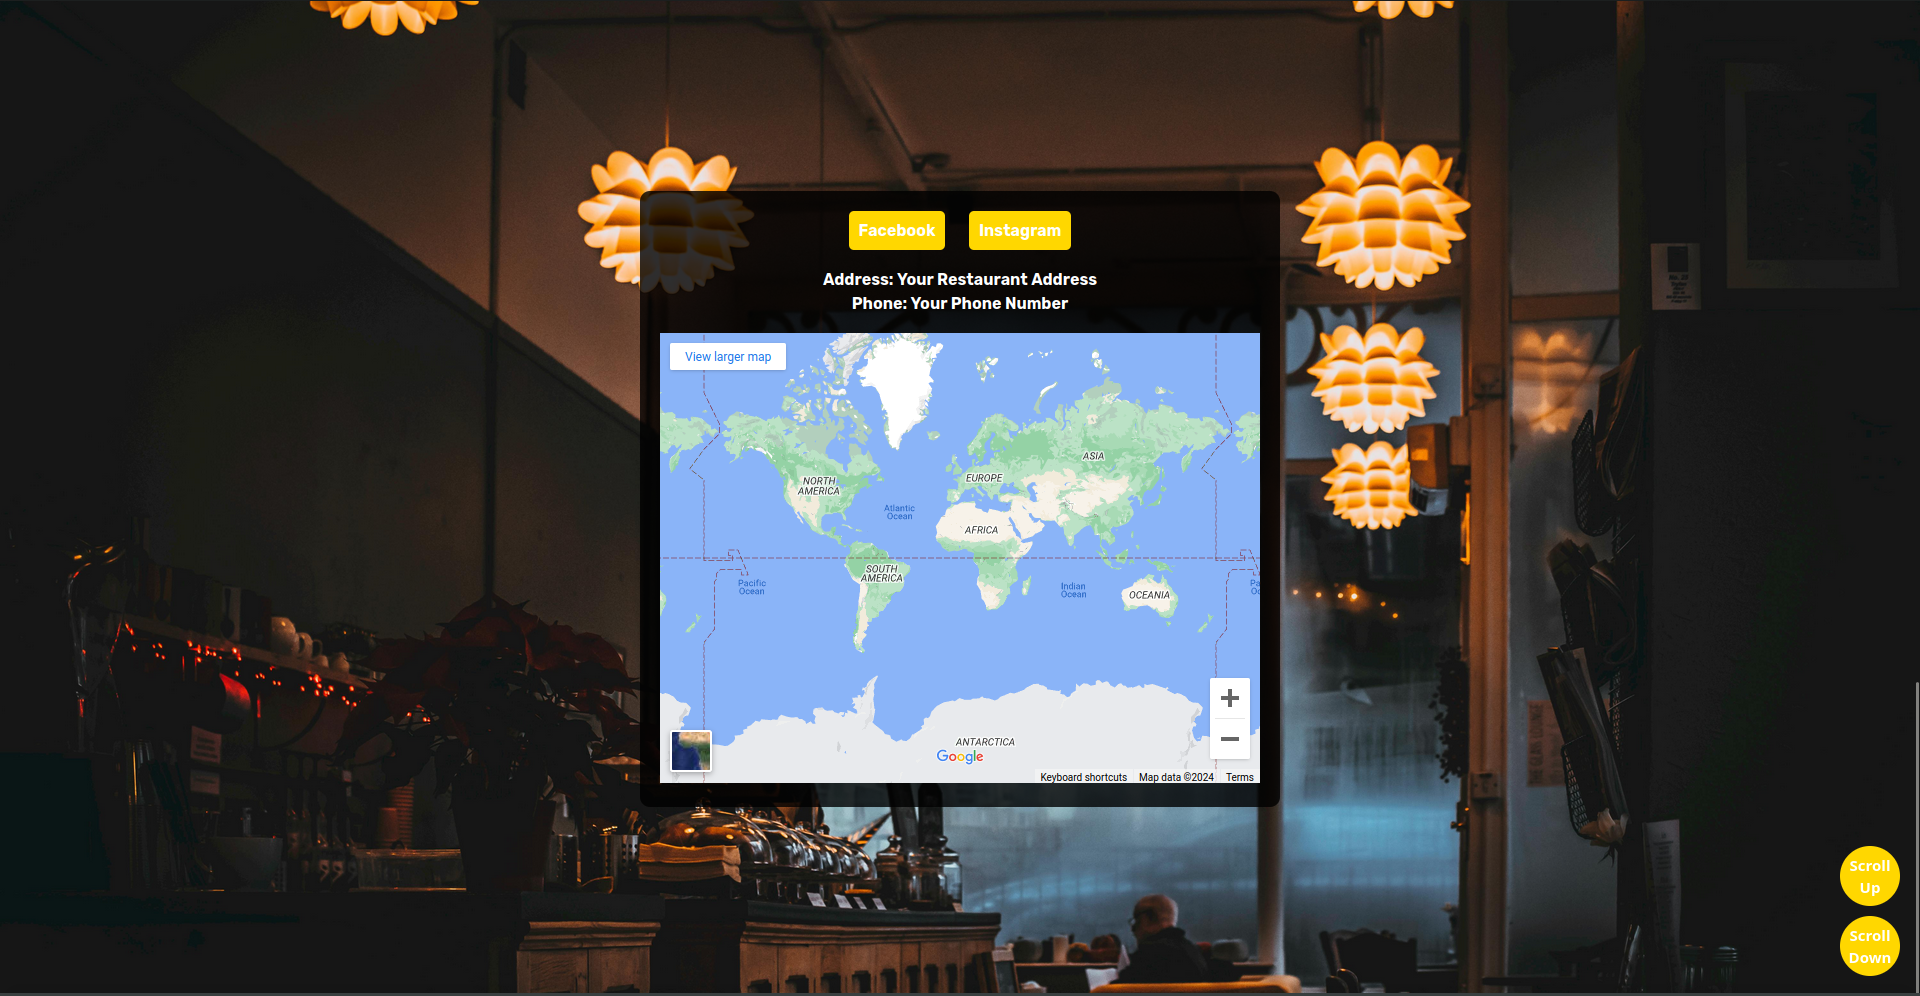 Facebook
Instagram
Address: Your Restaurant Address
Phone: Your Phone Number
View larger map
ASIA
EUROPE
NORTH
AMERICA
Atlantic
Ocean
AFRICA
SOUTH
AMERICA
Pacific
Ocean
Indian
Ocean
OCEANIA
Pa
Oc
ANTARCTICA
Google
Keyboard shortcuts
Map data ©2024
Terms
Scroll
Up
Scroll
Down